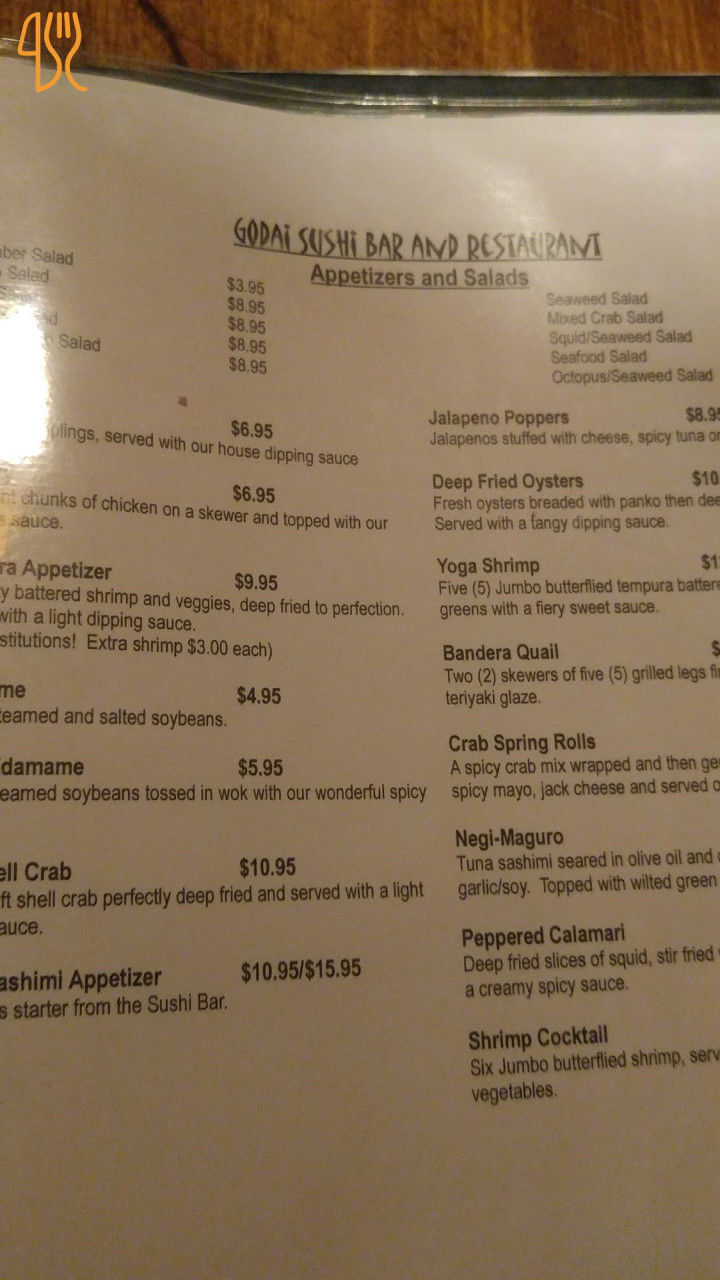 GODAI SUSHI BAR AND RESTAURANT
Appetizers and Salads
ber Salad
Salad
Salad
$3.95
$8.95
$8.95
$8.95
$8.95
plings, served with our house dipping sauce
$6.95
nt chunks of chicken on a skewer and topped with our
sauce.
$6.95
ra Appetizer $9.95
y battered shrimp and veggies, deep fried to perfection.
with a light dipping sauce.
stitutions! Extra shrimp $3.00 each)
me $4.95
teamed and salted soybeans.
damame $5.95
eamed soybeans tossed in wok with our wonderful spicy
ell Crab $10.95
ft shell crab perfectly deep fried and served with a light
auce.
ashimi Appetizer $10.95/$15.95
s starter from the Sushi Bar.
Seaweed Salad
Mixed Crab Salad
Squid/Seaweed Salad
Seafood Salad
Octopus/Seaweed Salad
Jalapeno Poppers $8.95
Jalapenos stuffed with cheese, spicy tuna or
Deep Fried Oysters $10
Fresh oysters breaded with panko then dee
Served with a tangy dipping sauce.
Yoga Shrimp $1
Five (5) Jumbo butterflied tempura battere
greens with a fiery sweet sauce.
Bandera Quail $
Two (2) skewers of five (5) grilled legs fi
teriyaki glaze.
Crab Spring Rolls
A spicy crab mix wrapped and then ge
spicy mayo, jack cheese and served o
Negi-Maguro
Tuna sashimi seared in olive oil and
garlic/soy. Topped with wilted green
Peppered Calamari
Deep fried slices of squid, stir fried
a creamy spicy sauce.
Shrimp Cocktail
Six Jumbo butterflied shrimp, serv
vegetables.